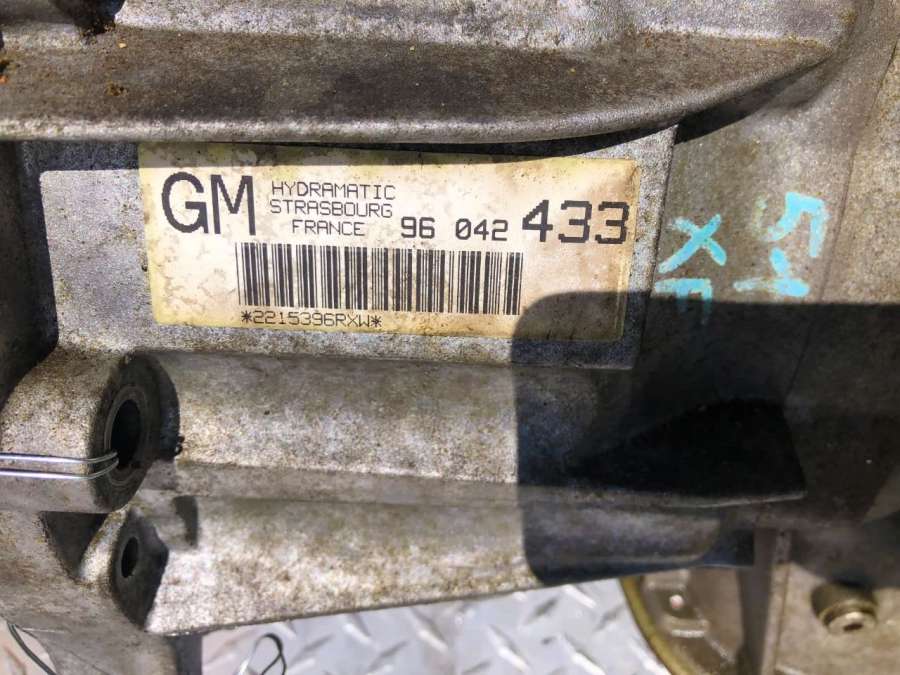 GM
HYDRAMATIC
STRASBOURG
FRANCE
96 042 433
*2215396RXW*